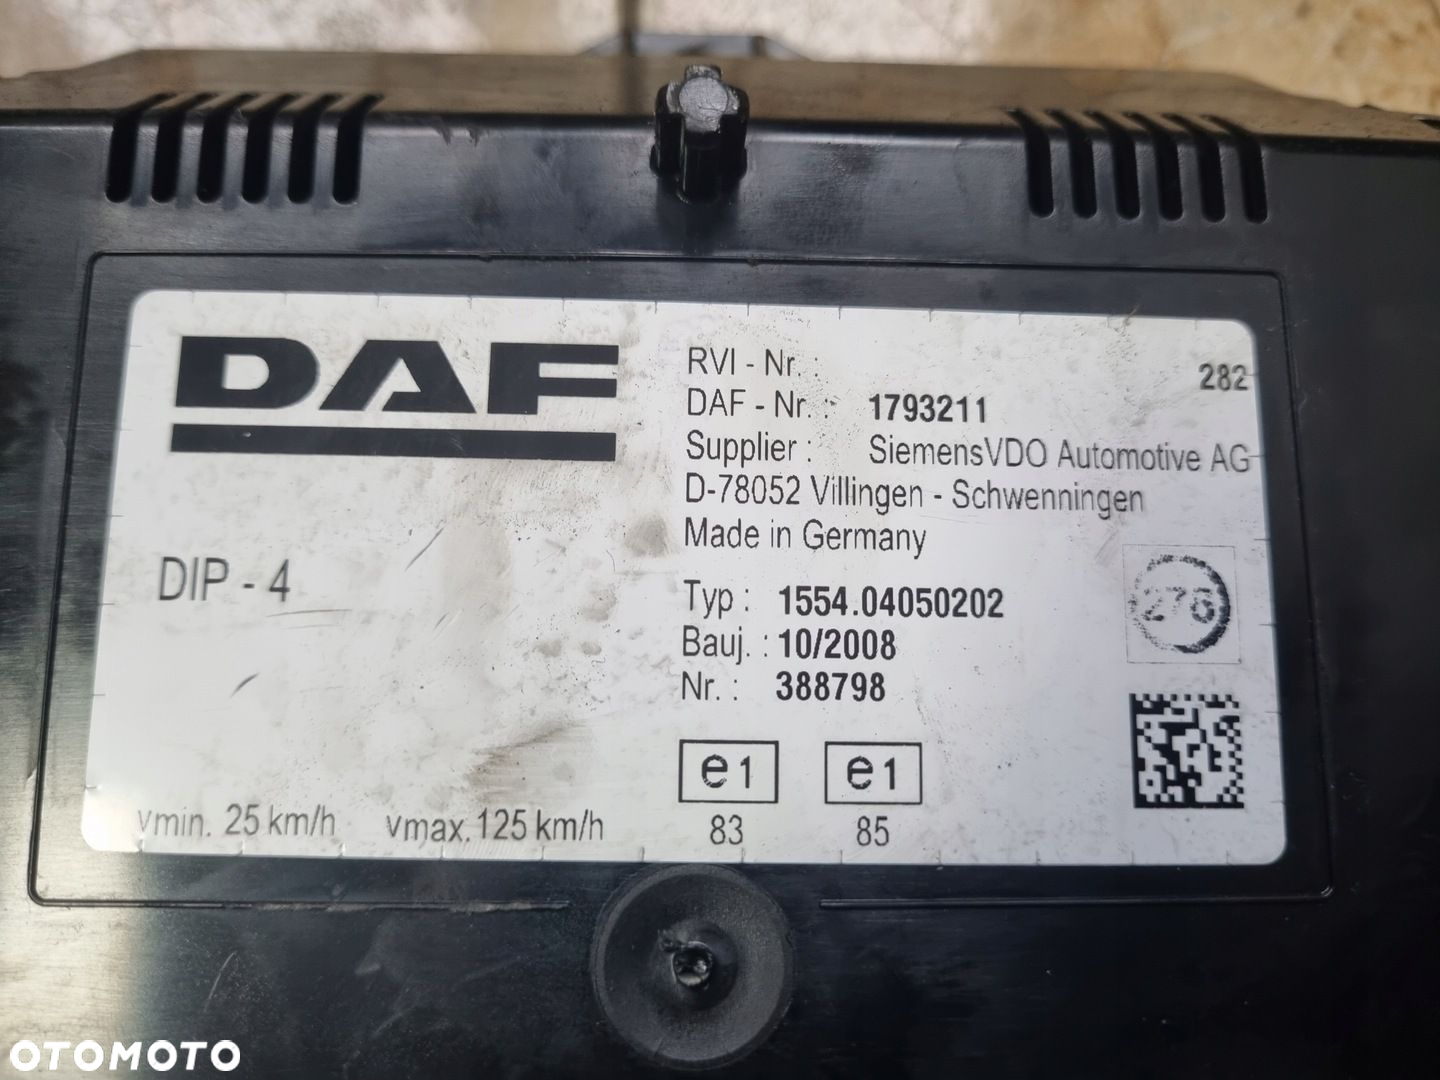 DAF
DIP - 4
vmin. 25 km/h
vmax. 125 km/h
RVI - Nr. :
282
DAF - Nr. : 1793211
Supplier : SiemensVDO Automotive AG
D-78052 Villingen - Schwenningen
Made in Germany
Typ : 1554.04050202
Bauj. : 10/2008
Nr. : 388798
276
e1
83
e1
85
OTOMOTO